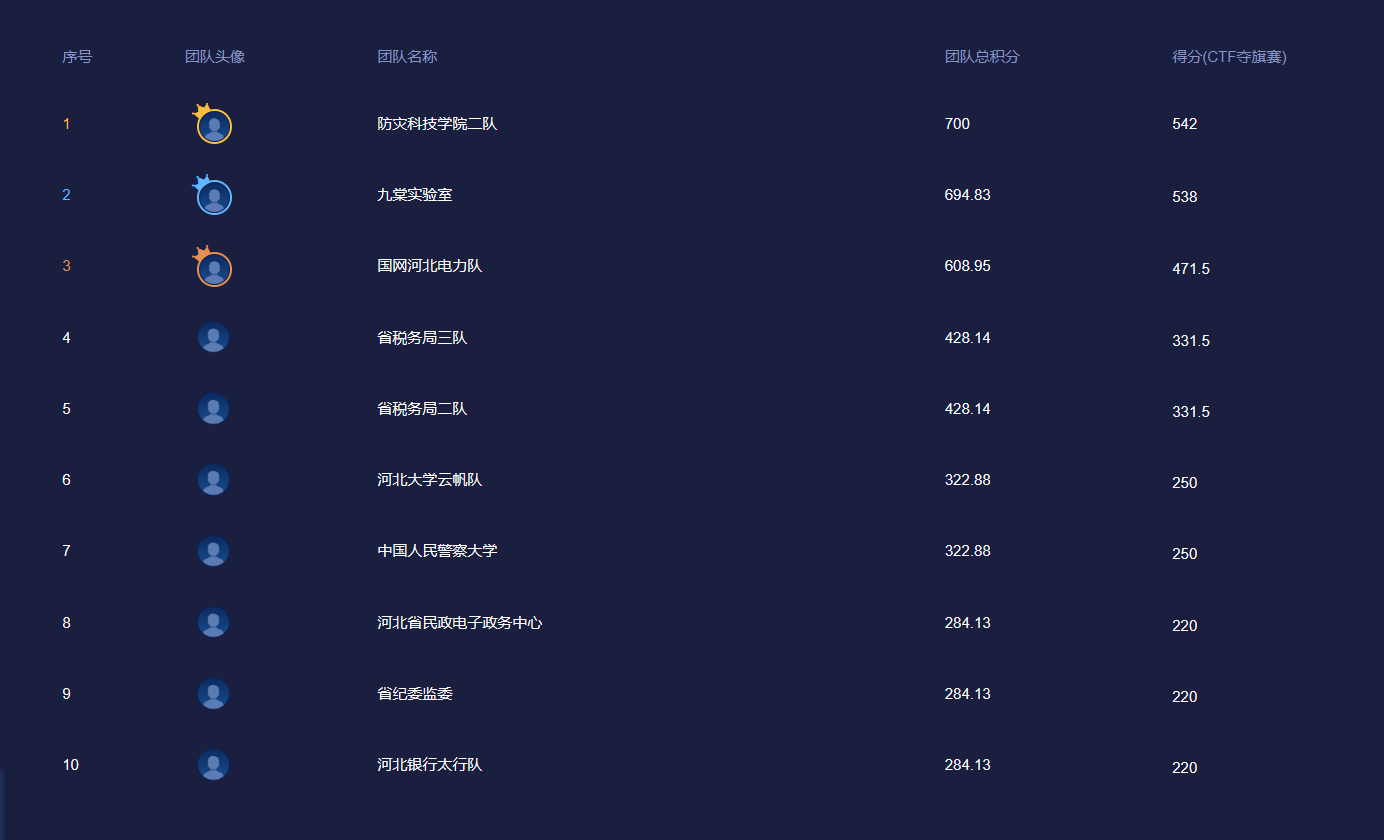 序号 团队头像 团队名称 团队总积分 得分(CTF夺旗赛)
1 防灾科技学院二队 700 542
2 九棠实验室 694.83 538
3 国网河北电力队 608.95 471.5
4 省税务局三队 428.14 331.5
5 省税务局二队 428.14 331.5
6 河北大学云帆队 322.88 250
7 中国人民警察大学 322.88 250
8 河北省民政电子政务中心 284.13 220
9 省纪委监委 284.13 220
10 河北银行太行队 284.13 220